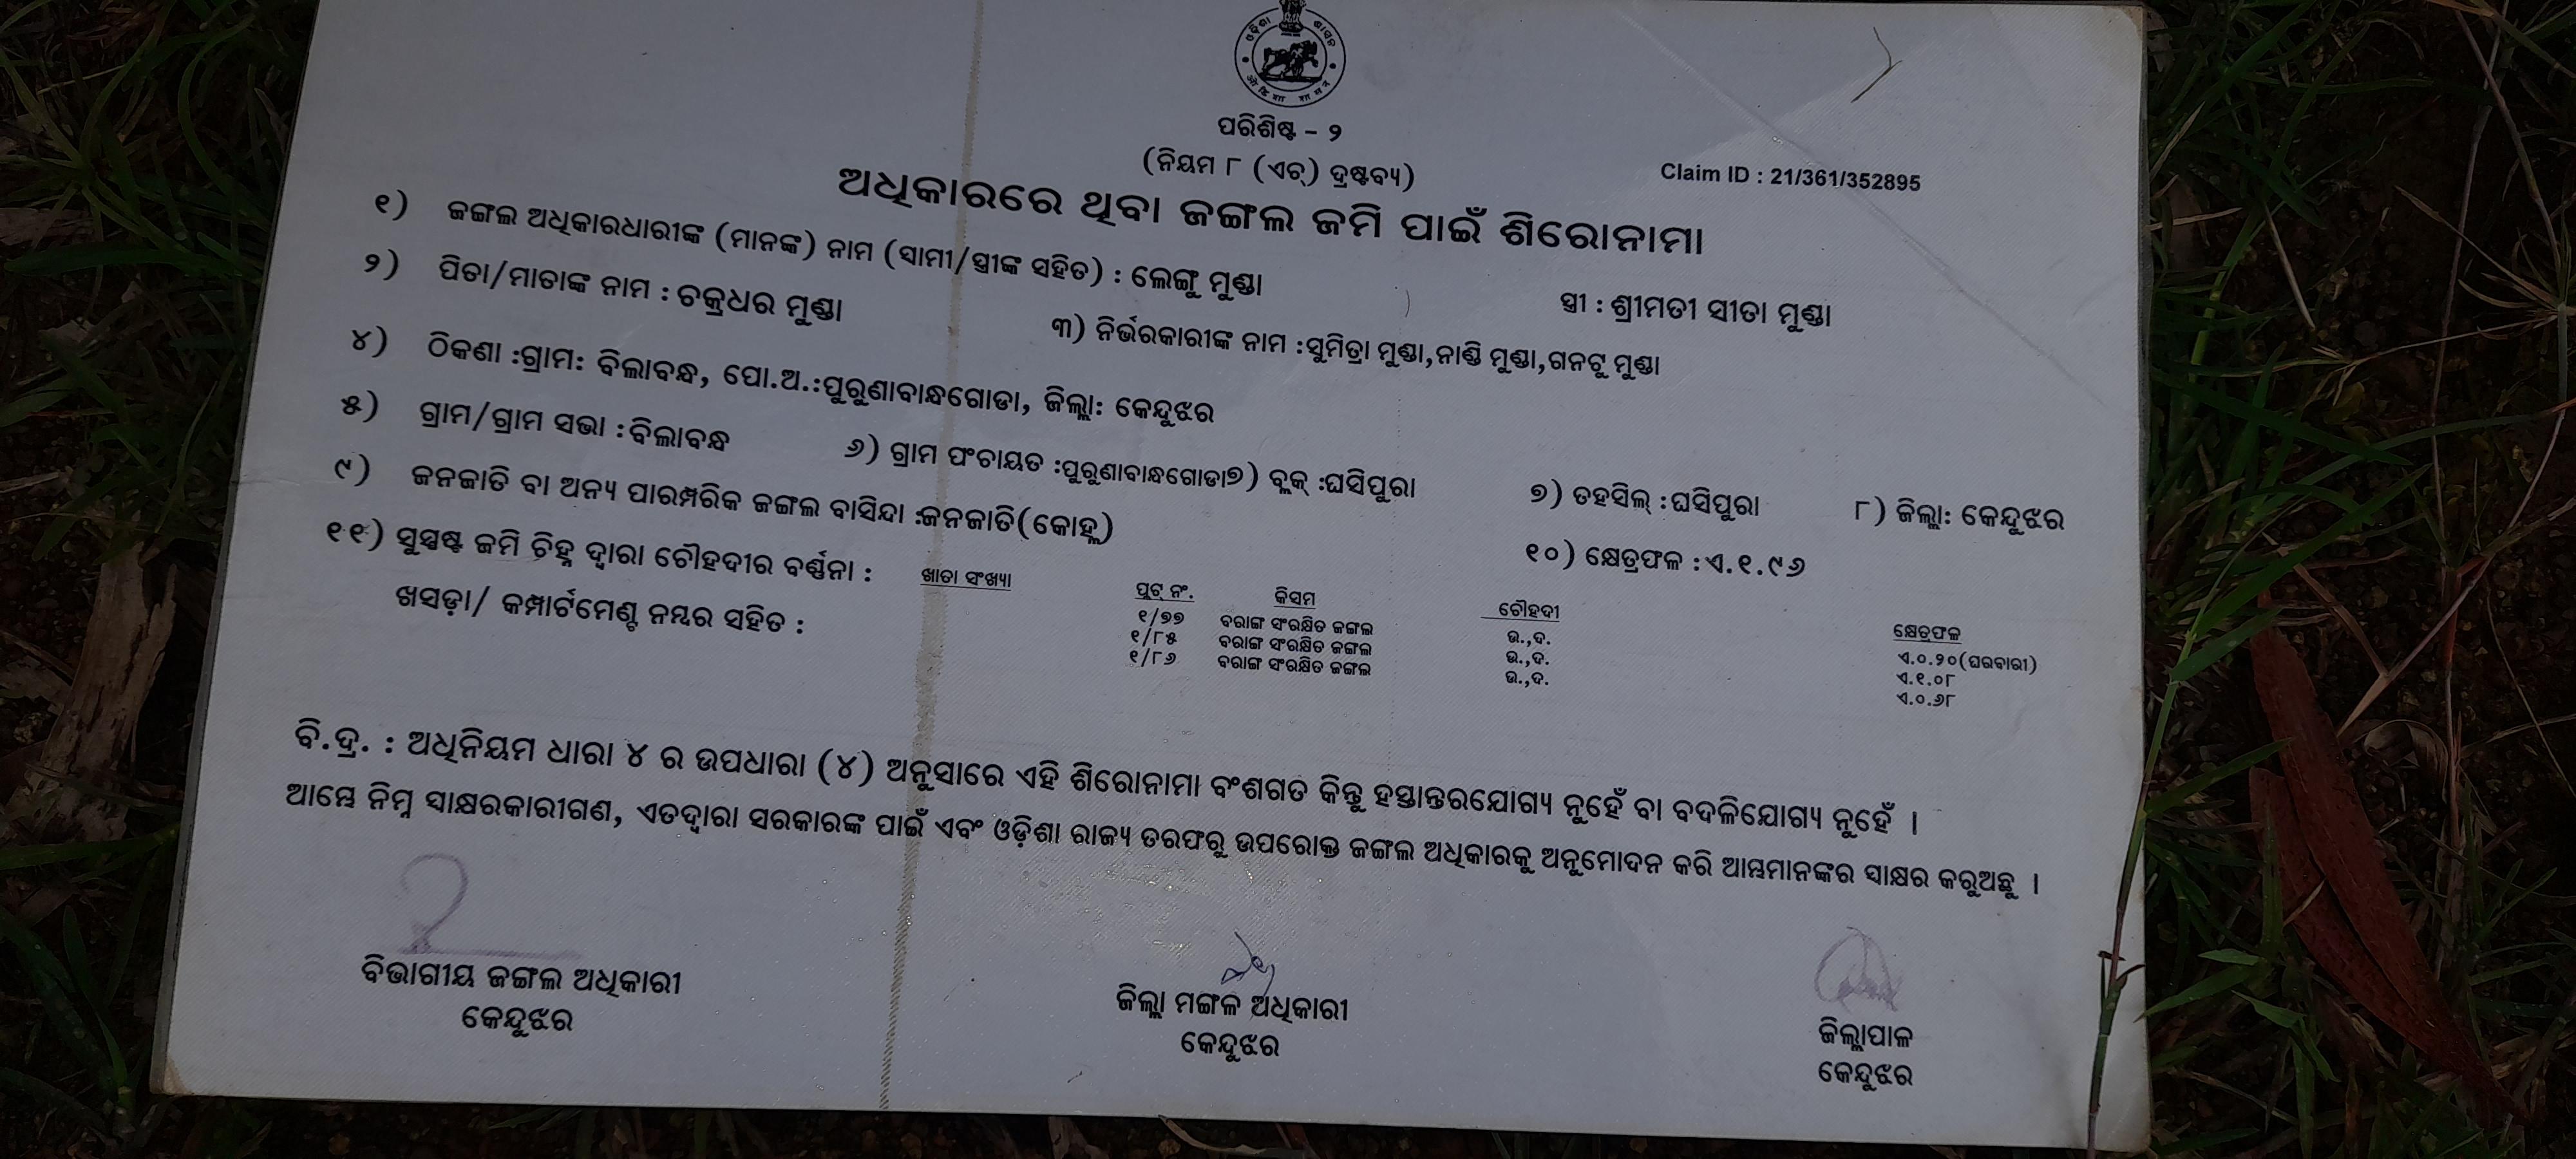 ଓଡ଼ିଶା ଶାସନ
ओडिशा शासन
ପରିଶିଷ୍ଟ - ୨
(ନିୟମ ୮ (ଏଚ୍) ଦ୍ରଷ୍ଟବ୍ୟ)
Claim ID : 21/361/352895
ଅଧିକାରରେ ଥିବା ଜଙ୍ଗଲ ଜମି ପାଇଁ ଶିରୋନାମା
୧) ଜଙ୍ଗଲ ଅଧିକାରଧାରୀଙ୍କ (ମାନଙ୍କ) ନାମ (ସାମୀ/ସ୍ତ୍ରୀଙ୍କ ସହିତ) : ଲେଙ୍ଗୁ ମୁଣ୍ଡା ସ୍ତ୍ରୀ : ଶ୍ରୀମତୀ ସୀତା ମୁଣ୍ଡା
୨) ପିତା/ମାତାଙ୍କ ନାମ : ଚକ୍ରଧର ମୁଣ୍ଡା ୩) ନିର୍ଭରକାରୀଙ୍କ ନାମ :ସୁମିତ୍ରା ମୁଣ୍ଡା,ନାଣ୍ଡି ମୁଣ୍ଡା,ଗନଟୁ ମୁଣ୍ଡା
୪) ଠିକଣା :ଗ୍ରାମ: ବିଲାବନ୍ଧ, ପୋ.ଅ.:ପୁରୁଣାବାନ୍ଧଗୋଡା, ଜିଲ୍ଲା: କେନ୍ଦୁଝର
୫) ଗ୍ରାମ/ଗ୍ରାମ ସଭା :ବିଲାବନ୍ଧ ୬) ଗ୍ରାମ ପଂଚାୟତ :ପୁରୁଣାବାନ୍ଧଗୋଡା ୭) ବ୍ଲକ୍ :ଘସିପୁରା ୭) ତହସିଲ୍ :ଘସିପୁରା ୮) ଜିଲ୍ଲା: କେନ୍ଦୁଝର
୯) ଜନଜାତି ବା ଅନ୍ୟ ପାରମ୍ପରିକ ଜଙ୍ଗଲ ବାସିନ୍ଦା :ଜନଜାତି(କୋହ୍ଲ) ୧୦) କ୍ଷେତ୍ରଫଳ :ଏ.୧.୯୬
୧୧) ସୁସ୍ପଷ୍ଟ ଜମି ଚିହ୍ନ ଦ୍ଵାରା ଚୌହଦୀର ବର୍ଣ୍ଣନା :
ଖସଡ଼ା/ କମ୍ପାର୍ଟମେଣ୍ଟ ନମ୍ବର ସହିତ :
ଖାତା ସଂଖ୍ୟା ପ୍ଲଟ୍ ନଂ. କିସମ ଚୌହଦୀ କ୍ଷେତ୍ରଫଳ
୧/୭୭ ବରାଙ୍ଗ ସଂରକ୍ଷିତ ଜଙ୍ଗଲ ଉ.,ଦ. ଏ.୦.୨୦(ଘରବାରୀ)
୧/୮୫ ବରାଙ୍ଗ ସଂରକ୍ଷିତ ଜଙ୍ଗଲ ଉ.,ଦ. ଏ.୧.୦୮
୧/୮୬ ବରାଙ୍ଗ ସଂରକ୍ଷିତ ଜଙ୍ଗଲ ଉ.,ଦ. ଏ.୦.୬୮
ବି.ଦ୍ର. : ଅଧିନିୟମ ଧାରା ୪ ର ଉପଧାରା (୪) ଅନୁସାରେ ଏହି ଶିରୋନାମା ବଂଶଗତ କିନ୍ତୁ ହସ୍ତାନ୍ତରଯୋଗ୍ୟ ନୁହେଁ ବା ବଦଳିଯୋଗ୍ୟ ନୁହେଁ ।
ଆମ୍ଭେ ନିମ୍ନ ସାକ୍ଷରକାରୀଗଣ, ଏତଦ୍ଵାରା ସରକାରଙ୍କ ପାଇଁ ଏବଂ ଓଡ଼ିଶା ରାଜ୍ୟ ତରଫରୁ ଉପରୋକ୍ତ ଜଙ୍ଗଲ ଅଧିକାରକୁ ଅନୁମୋଦନ କରି ଆମ୍ଭମାନଙ୍କର ସାକ୍ଷର କରୁଅଛୁ ।
ବିଭାଗୀୟ ଜଙ୍ଗଲ ଅଧିକାରୀ
କେନ୍ଦୁଝର
ଜିଲ୍ଲା ମଙ୍ଗଳ ଅଧିକାରୀ
କେନ୍ଦୁଝର
ଜିଲ୍ଲାପାଳ
କେନ୍ଦୁଝର